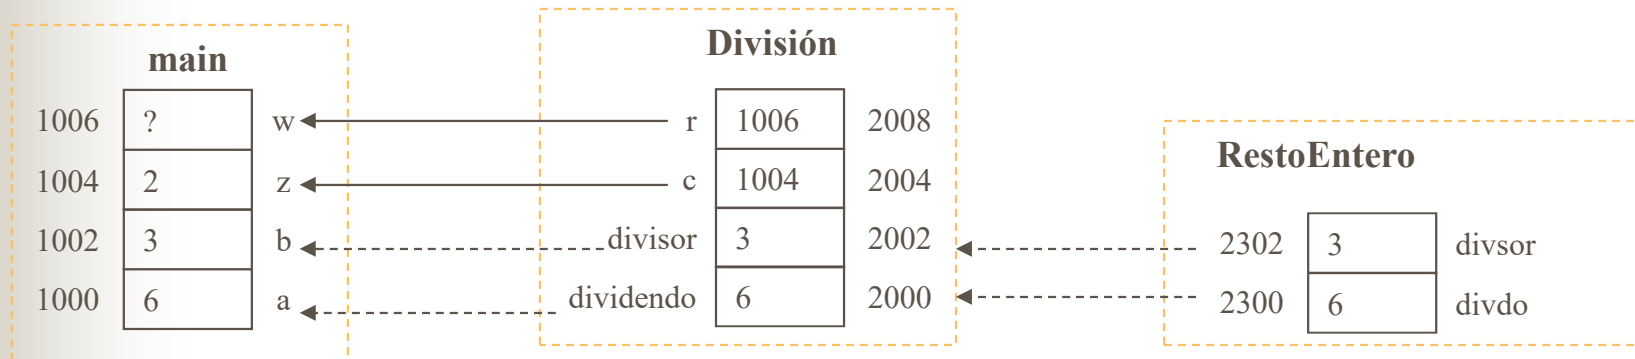 main
1006 ? w
1004 2 z
1002 3 b
1000 6 a
División
r 1006 2008
c 1004 2004
divisor 3 2002
dividendo 6 2000
RestoEntero
2302 3 divsor
2300 6 divdo